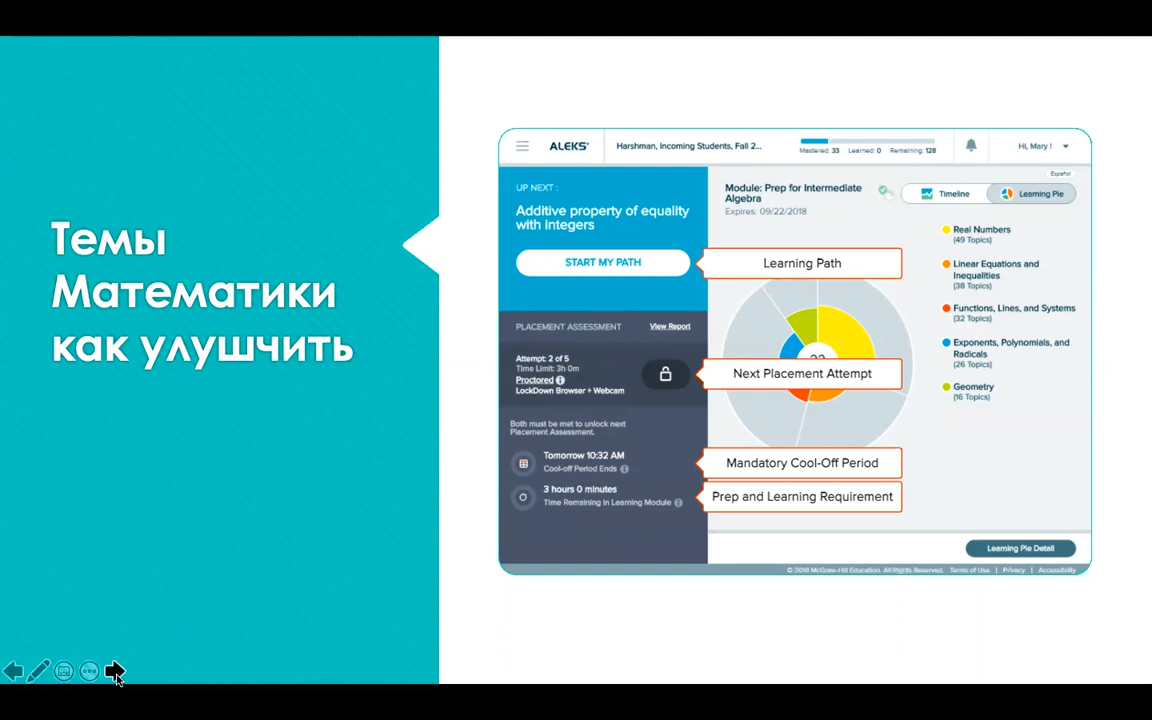 Темы
Математики
как улушчить
ALEKS®
Harshman, Incoming Students, Fall 2...
Mastered: 33 Learned: 0 Remaining: 128
Hi, Mary !
Español
UP NEXT :
Additive property of equality
with integers
START MY PATH
Module: Prep for Intermediate
Algebra
Expires: 09/22/2018
Timeline
Learning Pie
Learning Path
Real Numbers
(49 Topics)
Linear Equations and
Inequalities
(38 Topics)
Functions, Lines, and Systems
(32 Topics)
Exponents, Polynomials, and
Radicals
(26 Topics)
Geometry
(16 Topics)
PLACEMENT ASSESSMENT View Report
Attempt: 2 of 5
Time Limit: 3h 0m
Proctored
LockDown Browser + Webcam
Next Placement Attempt
Both must be met to unlock next
Placement Assessment.
Tomorrow 10:32 AM
Cool-off Period Ends
Mandatory Cool-Off Period
3 hours 0 minutes
Time Remaining in Learning Module
Prep and Learning Requirement
Learning Pie Detail
© 2018 McGraw-Hill Education. All Rights Reserved. Terms of Use | Privacy | Accessibility